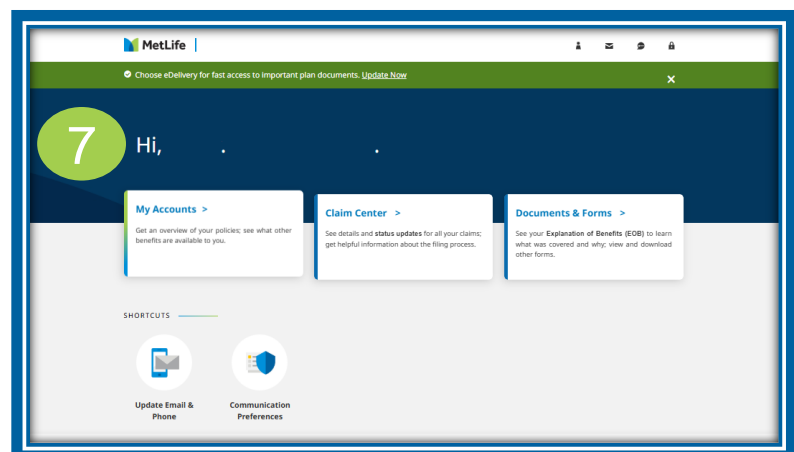 MetLife
Choose eDelivery for fast access to important plan documents. Update Now
7
Hi, . .
My Accounts >
Get an overview of your policies; see what other
benefits are available to you.
Claim Center >
See details and status updates for all your claims;
get helpful information about the filing process.
Documents & Forms >
See your Explanation of Benefits (EOB) to learn
what was covered and why; view and download
other forms.
SHORTCUTS
Update Email &
Phone
Communication
Preferences